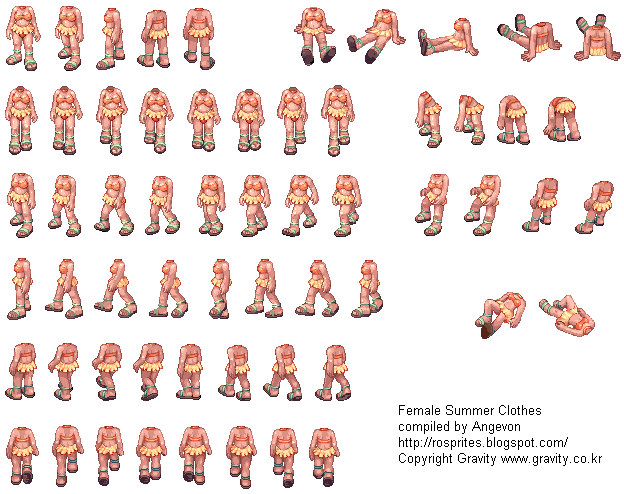 Female Summer Clothes
compiled by Angevon
http://rosprites.blogspot.com/
Copyright Gravity www.gravity.co.kr